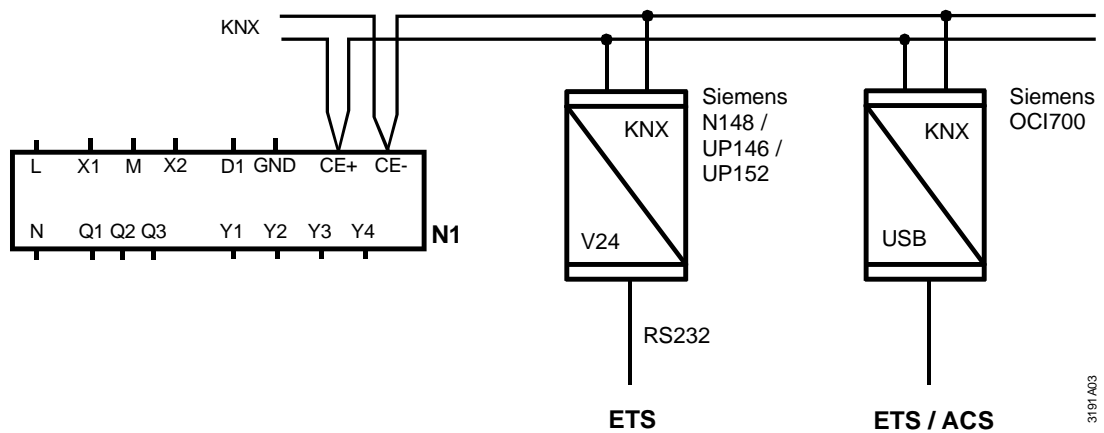 KNX
Siemens
N148 /
UP146 /
UP152
KNX
V24
Siemens
OCI700
KNX
USB
L X1 M X2 D1 GND CE+ CE-
N Q1 Q2 Q3 Y1 Y2 Y3 Y4
N1
RS232
ETS
ETS / ACS
3191A03